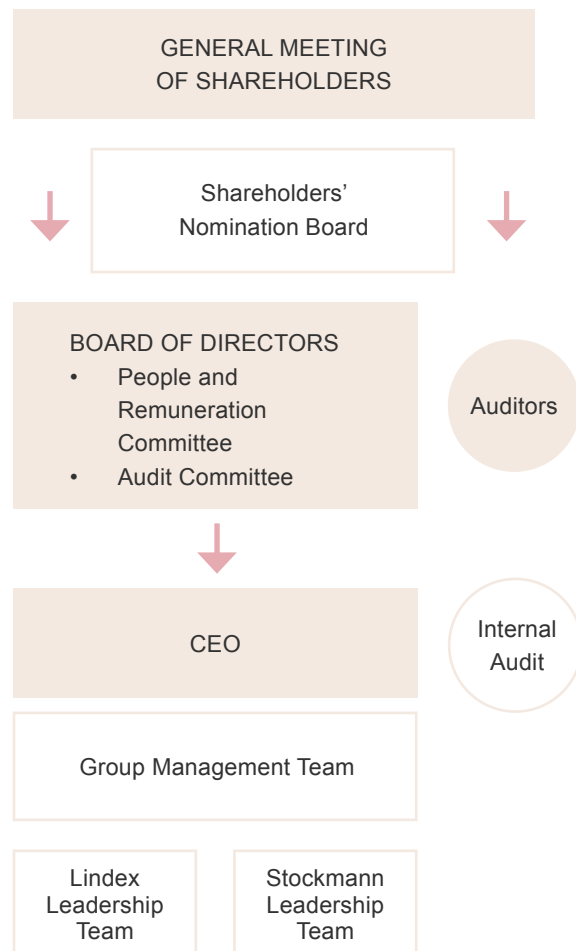 GENERAL MEETING
OF SHAREHOLDERS
Shareholders’
Nomination Board
BOARD OF DIRECTORS
• People and
Remuneration
Committee
• Audit Committee
Auditors
CEO
Internal
Audit
Group Management Team
Lindex
Leadership
Team
Stockmann
Leadership
Team